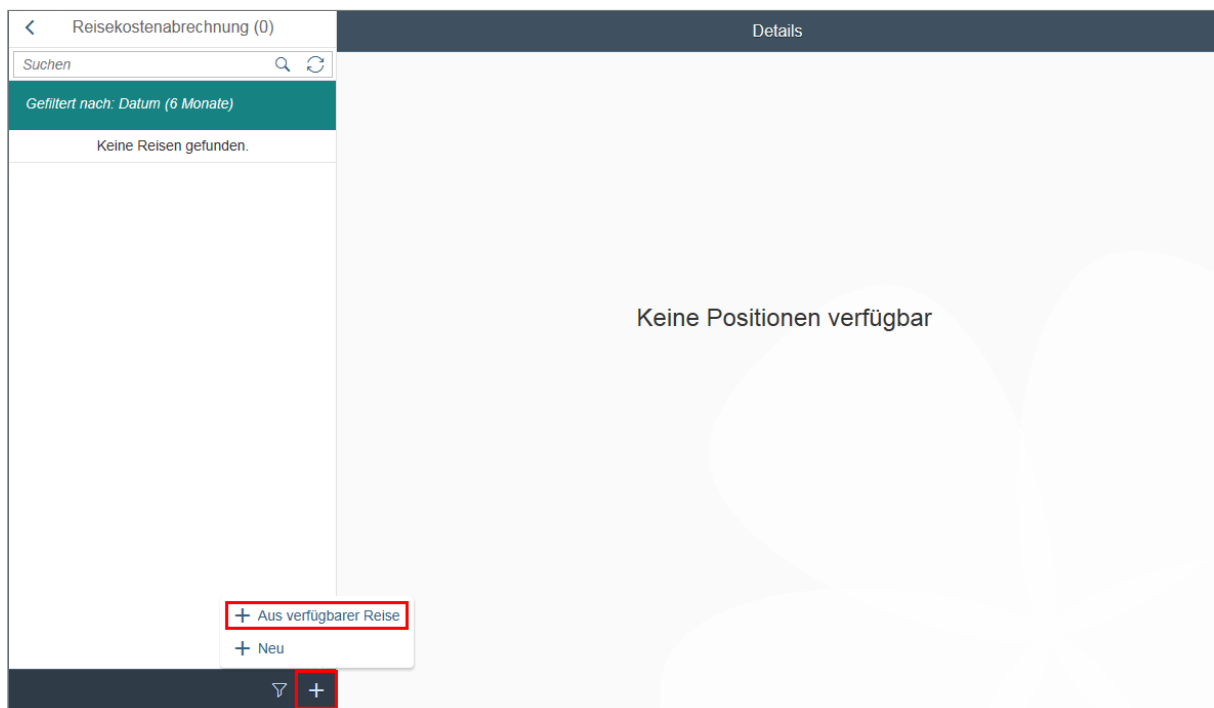 Reisekostenabrechnung (0)
Details
Suchen
Gefiltert nach: Datum (6 Monate)
Keine Reisen gefunden.
Keine Positionen verfügbar
Aus verfügbarer Reise
Neu